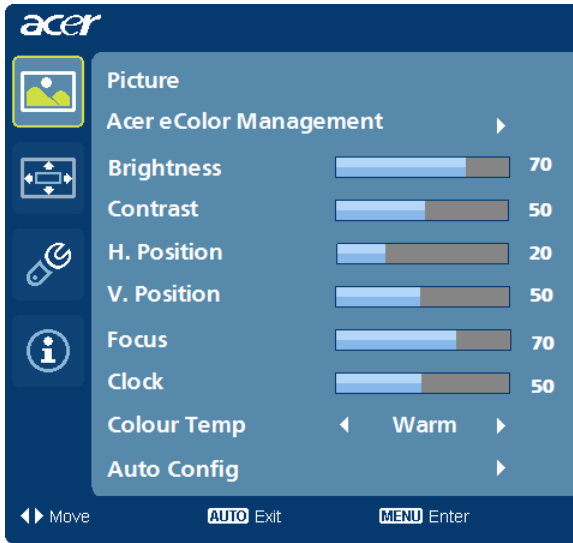 acer
Picture
Acer eColor Management
Brightness 70
Contrast 50
H. Position 20
V. Position 50
Focus 70
Clock 50
Colour Temp Warm
Auto Config
Move AUTO Exit MENU Enter